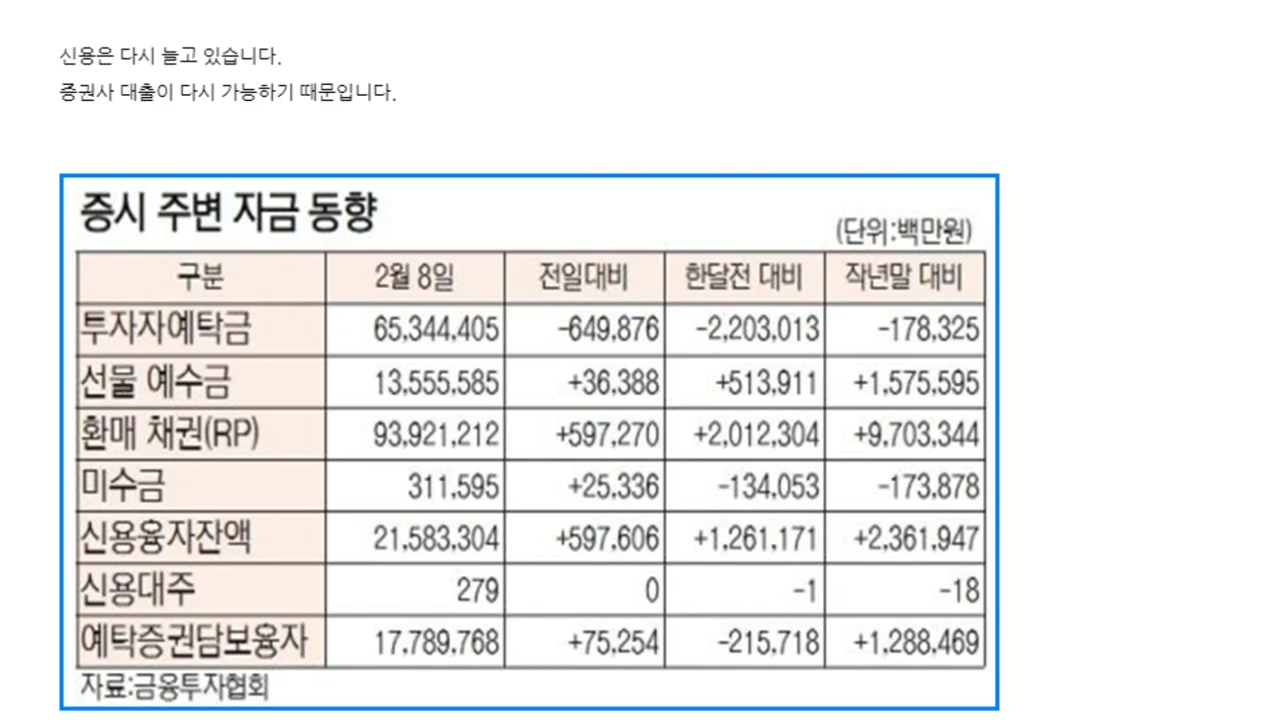 신용은 다시 늘고 있습니다.
증권사 대출이 다시 가능하기 때문입니다.
증시 주변 자금 동향
(단위:백만원)
구분 2월 8일 전일대비 한달전 대비 작년말 대비
투자자예탁금 65,344,405 -649,876 -2,203,013 -178,325
선물 예수금 13,555,585 +36,388 +513,911 +1,575,595
환매 채권(RP) 93,921,212 +597,270 +2,012,304 +9,703,344
미수금 311,595 +25,336 -134,053 -173,878
신용융자잔액 21,583,304 +597,606 +1,261,171 +2,361,947
신용대주 279 0 -1 -18
예탁증권담보융자 17,789,768 +75,254 -215,718 +1,288,469
자료:금융투자협회